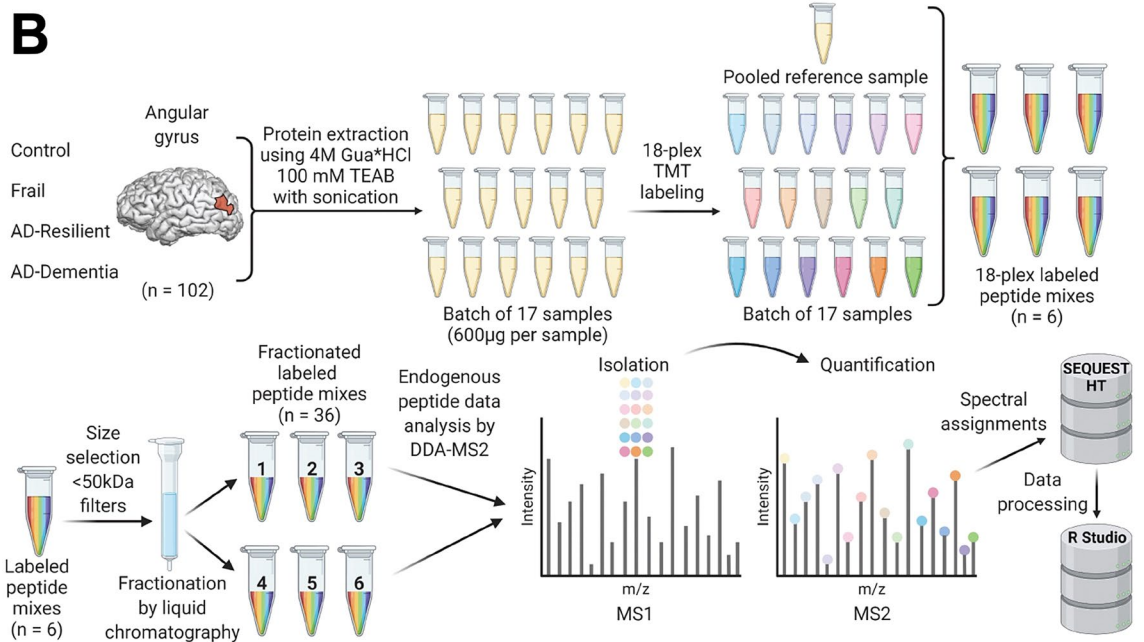 B
Control
Frail
AD-Resilient
AD-Dementia
Angular
gyrus
(n = 102)
Protein extraction
using 4M Gua*HCl
100 mM TEAB
with sonication
Batch of 17 samples
(600µg per sample)
18-plex
TMT
labeling
Pooled reference sample
Batch of 17 samples
18-plex labeled
peptide mixes
(n = 6)
Labeled
peptide
mixes
(n = 6)
Size
selection
<50kDa
filters
Fractionation
by liquid
chromatography
Fractionated
labeled
peptide mixes
(n = 36)
1 2 3
4 5 6
Endogenous
peptide data
analysis by
DDA-MS2
Isolation
Intensity
m/z
MS1
Quantification
Intensity
m/z
MS2
Spectral
assignments
SEQUEST
HT
Data
processing
R Studio